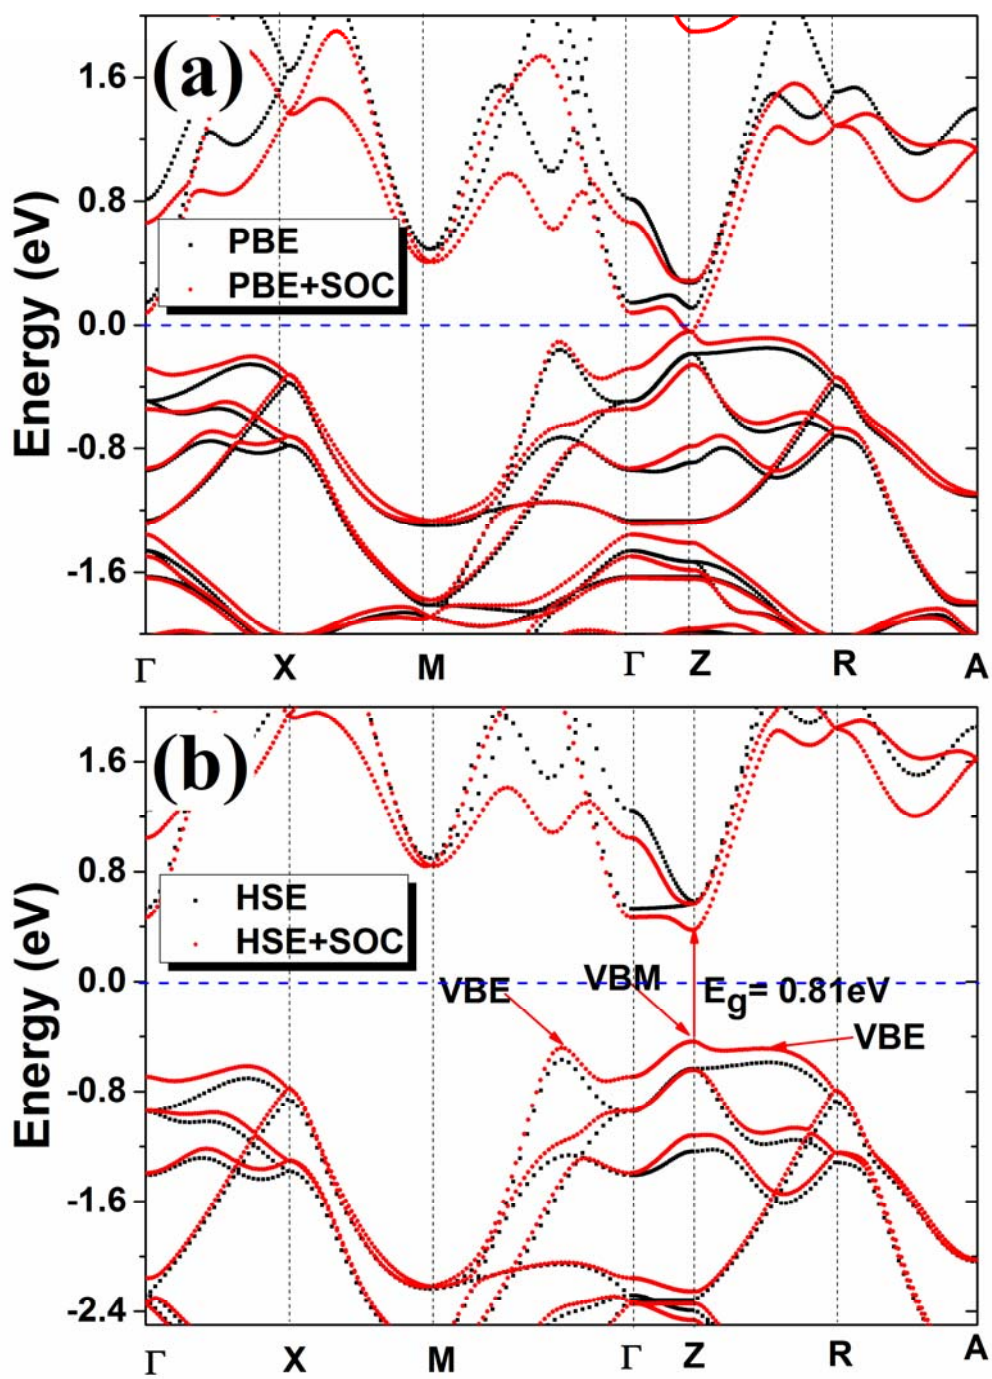 (a)
1.6
0.8
0.0
-0.8
-1.6
Energy (eV)
PBE
PBE+SOC
Γ X M Γ Z R A
(b)
1.6
0.8
0.0
-0.8
-1.6
-2.4
Energy (eV)
HSE
HSE+SOC
VBE
VBM
Eg= 0.81eV
VBE
Γ X M Γ Z R A